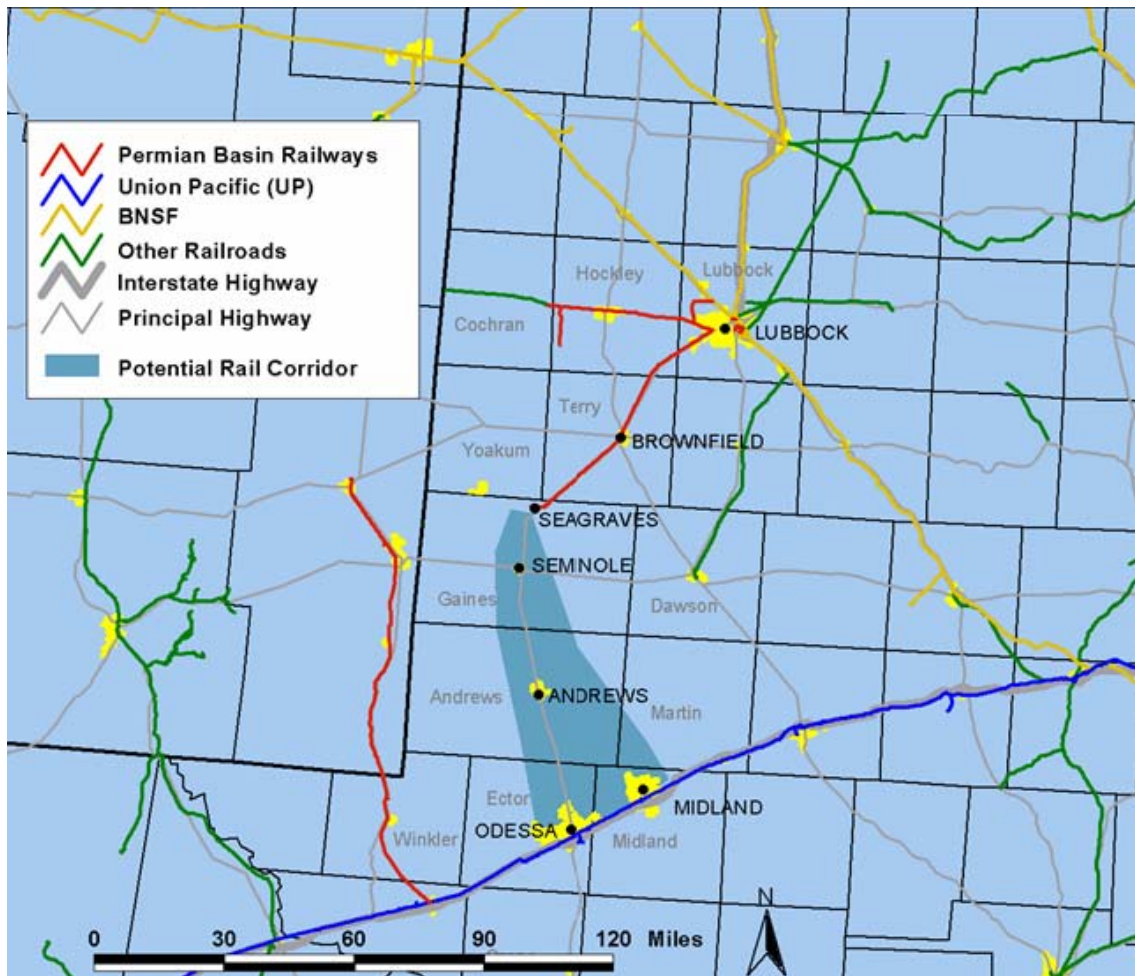 Permian Basin Railways
Union Pacific (UP)
BNSF
Other Railroads
Interstate Highway
Principal Highway
Potential Rail Corridor
Hockley
Lubbock
Cochran
LUBBOCK
Terry
BROWNFIELD
Yoakum
SEAGRAVES
SEMINOLE
Gaines
Dawson
Andrews
ANDREWS
Martin
Ector
MIDLAND
Winkler
ODESSA
Midland
N
0 30 60 90 120 Miles